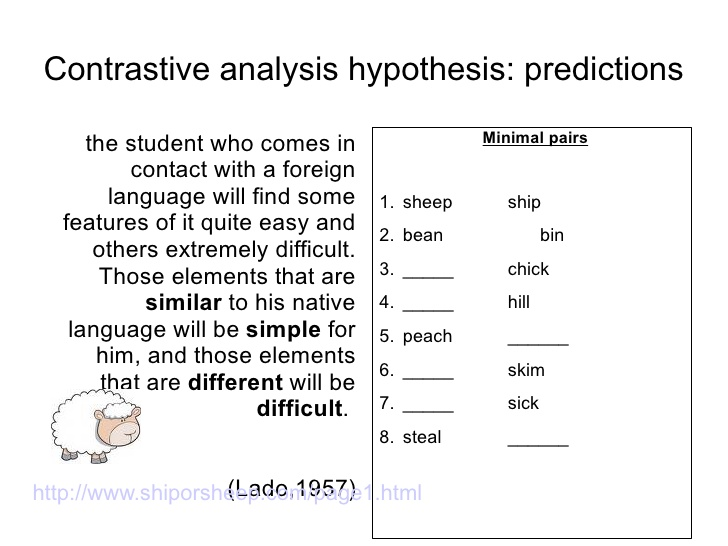 Contrastive analysis hypothesis: predictions
the student who comes in
contact with a foreign
language will find some
features of it quite easy and
others extremely difficult.
Those elements that are
similar to his native
language will be simple for
him, and those elements
that are different will be
difficult.
(Lado,1957)
http://www.shiporsheep.com/page1.html
Minimal pairs
1. sheep ship
2. bean bin
3. _____ chick
4. _____ hill
5. peach ______
6. _____ skim
7. _____ sick
8. steal ______